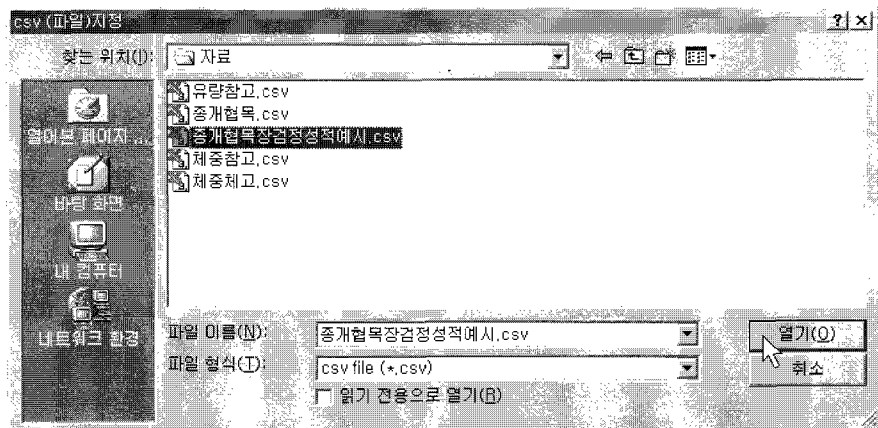 csv (파일)지정
찾는 위치(I):
자료
열어본 페이지 ...
바탕 화면
내 컴퓨터
네트워크 환경
유량참고.csv
종개협목.csv
종개협목장검정성적예시.csv
체중참고.csv
체중체고.csv
파일 이름(N):
종개협목장검정성적예시.csv
열기(O)
파일 형식(T):
csv file (*.csv)
취소
읽기 전용으로 열기(R)